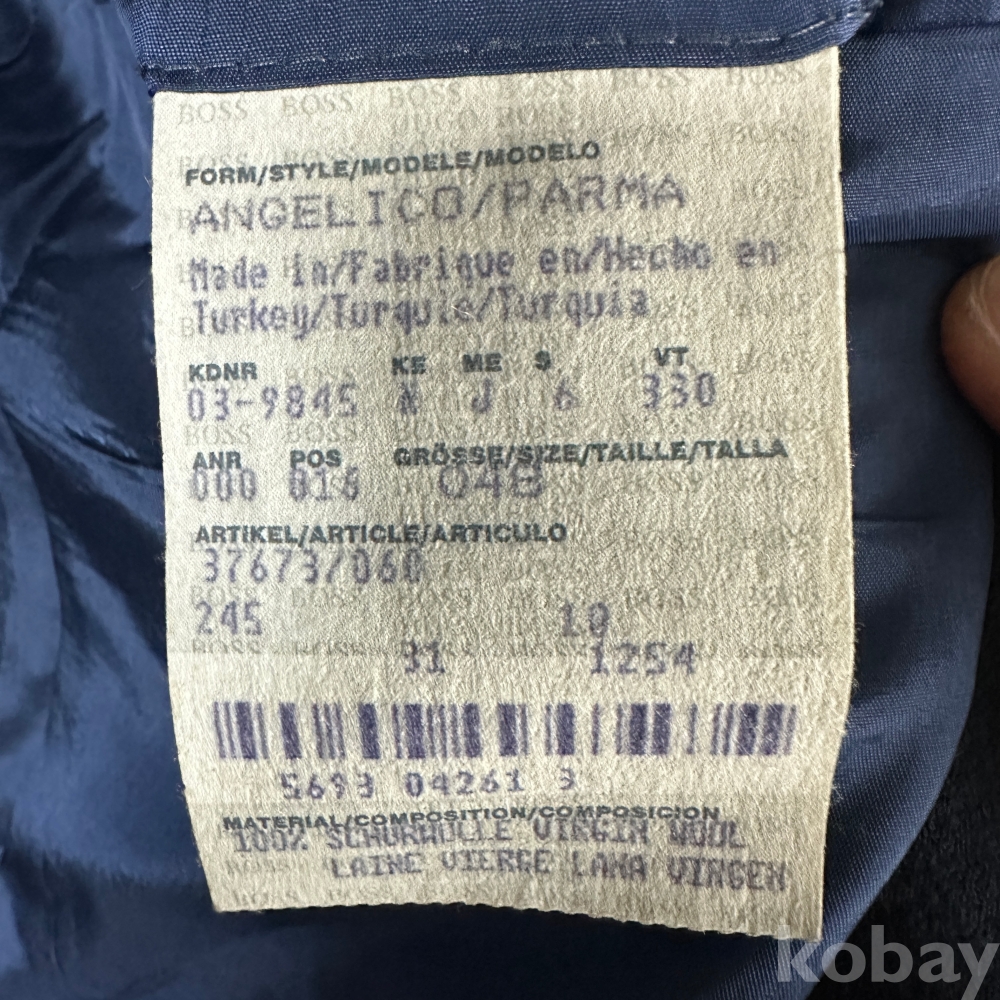 BOSS BOSS BOSS BOSS
FORM/STYLE/MODELE/MODELO
ANGELICO/PARMA
Made in/Fabrique en/Hecho en
Turkey/Turquie/Turquia
KDNR KE ME S VT
03-9845 X J 6 330
ANR POS GRÖSSE/SIZE/TAILLE/TALLA
000 016 048
ARTIKEL/ARTICLE/ARTICULO
37673/060
245 10
31 1254
5693 04261 3
MATERIAL/COMPOSITION/COMPOSICION
100% SCHURWOLLE VIRGIN WOOL
LAINE VIERGE LANA VIRGEN
kobay